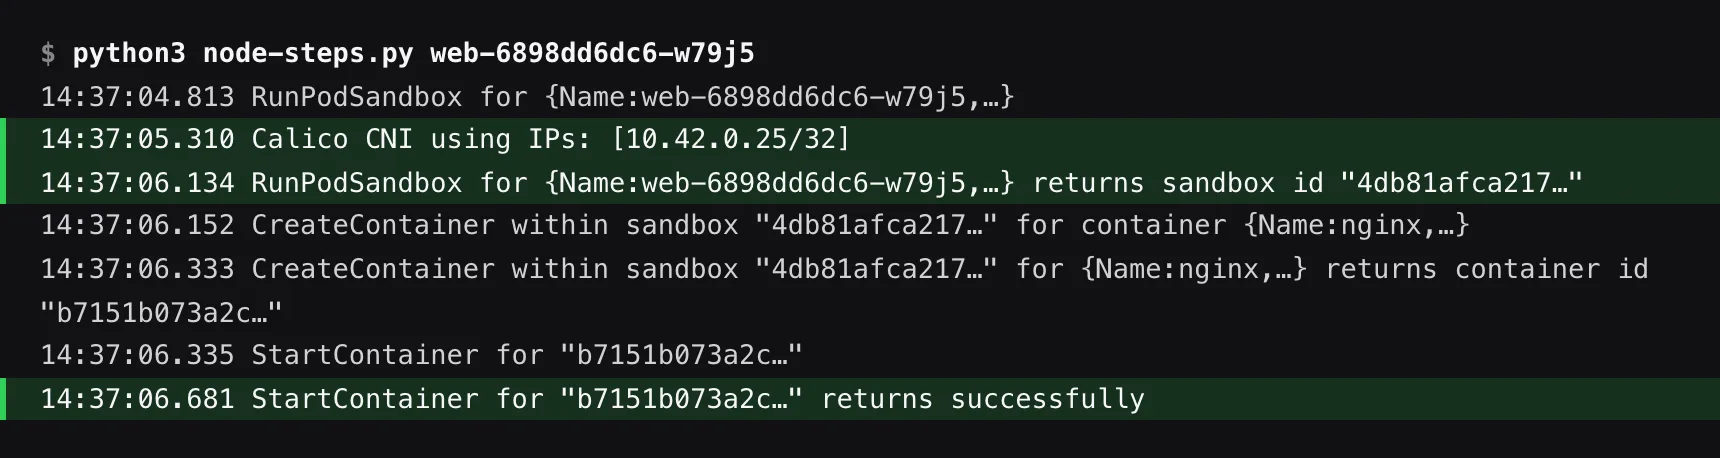 $ python3 node-steps.py web-6898dd6dc6-w79j5
14:37:04.813 RunPodSandbox for {Name:web-6898dd6dc6-w79j5,…}
14:37:05.310 Calico CNI using IPs: [10.42.0.25/32]
14:37:06.134 RunPodSandbox for {Name:web-6898dd6dc6-w79j5,…} returns sandbox id "4db81afca217…"
14:37:06.152 CreateContainer within sandbox "4db81afca217…" for container {Name:nginx,…}
14:37:06.333 CreateContainer within sandbox "4db81afca217…" for {Name:nginx,…} returns container id
"b7151b073a2c…"
14:37:06.335 StartContainer for "b7151b073a2c…"
14:37:06.681 StartContainer for "b7151b073a2c…" returns successfully